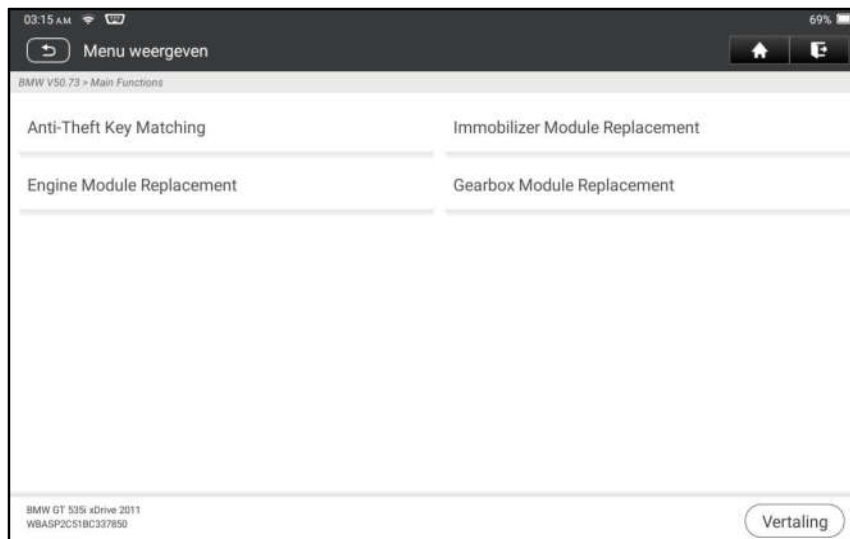 03:15 AM
69%
Menu weergeven
BMW V50.73 > Main Functions
Anti-Theft Key Matching
Immobilizer Module Replacement
Engine Module Replacement
Gearbox Module Replacement
BMW GT 535i xDrive 2011
WBASP2C51BC337850
Vertaling